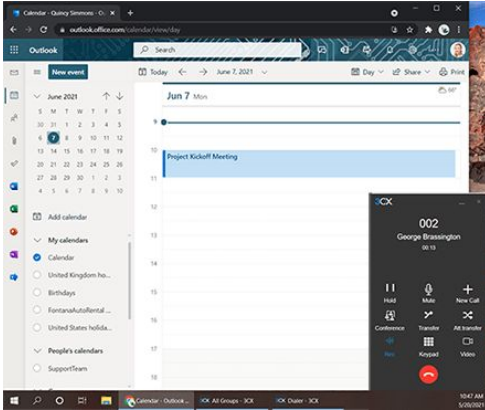 Calendar - Quincy Simmons - O
outlook.office.com/calendar/view/day
Outlook
Search
New event
Today
June 7, 2021
Day
Share
Print
June 2021
S M T W T F S
30 31 1 2 3 4 5
6 7 8 9 10 11 12
13 14 15 16 17 18 19
20 21 22 23 24 25 26
27 28 29 30 1 2 3
4 5 6 7 8 9 10
Add calendar
My calendars
Calendar
United Kingdom ho...
Birthdays
FontanaAutoRental ...
United States holida...
People's calendars
SupportTeam
Jun 7 Mon
9
10
Project Kickoff Meeting
11
12
13
14
15
16
17
18
3CX
002
George Brassington
00:13
Hold
Mute
New Call
Conference
Transfer
Att.transfer
Rec
Keypad
Video
Calendar - Outlook ...
All Groups - 3CX
Dialer - 3CX
10:47 AM
5/20/2021